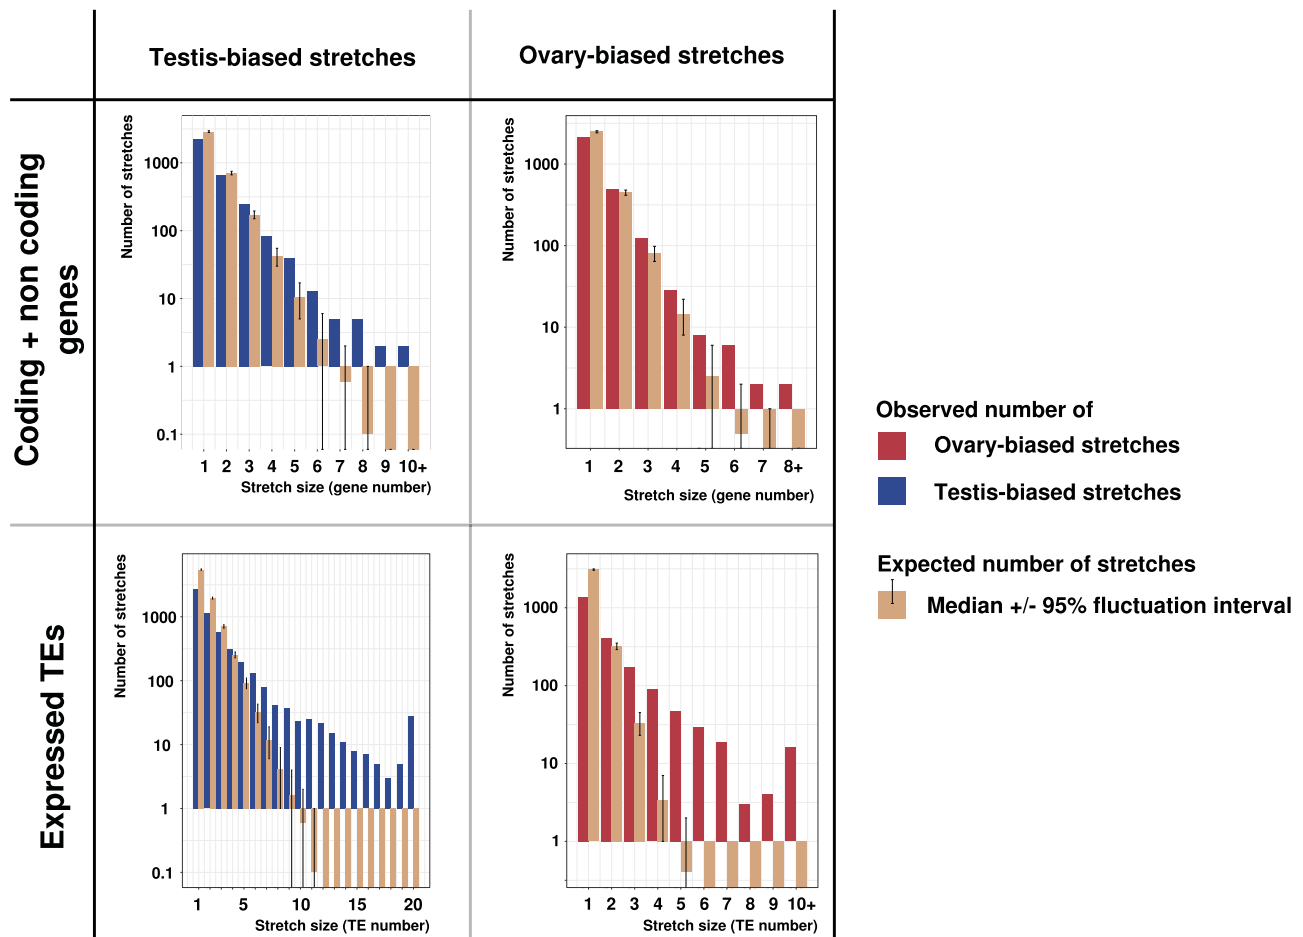 Testis-biased stretches
Ovary-biased stretches
Coding + non coding
genes
Number of stretches
1000
100
10
1
0.1
1 2 3 4 5 6 7 8 9 10+
Stretch size (gene number)
Number of stretches
1000
100
10
1
1 2 3 4 5 6 7 8+
Stretch size (gene number)
Observed number of
Ovary-biased stretches
Testis-biased stretches
Expected number of stretches
Median +/- 95% fluctuation interval
Expressed TEs
Number of stretches
1000
100
10
1
0.1
1 5 10 15 20
Stretch size (TE number)
Number of stretches
1000
100
10
1
1 2 3 4 5 6 7 8 9 10+
Stretch size (TE number)